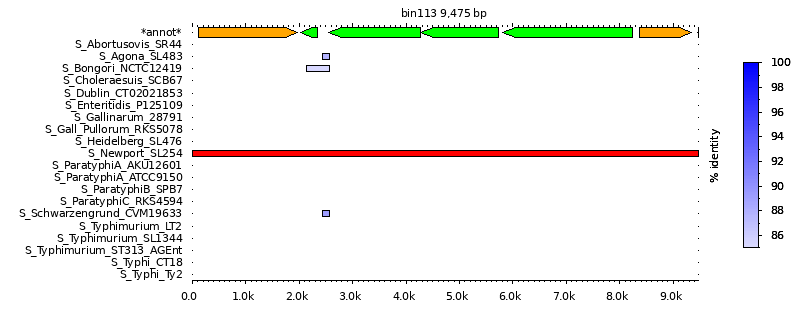 bin113 9,475 bp
*annot*
S_Abortusovis_SR44
S_Agona_SL483
S_Bongori_NCTC12419
S_Choleraesuis_SCB67
S_Dublin_CT02021853
S_Enteritidis_P125109
S_Gallinarum_28791
S_Gall_Pullorum_RKS5078
S_Heidelberg_SL476
S_Newport_SL254
S_ParatyphiA_AKU12601
S_ParatyphiA_ATCC9150
S_ParatyphiB_SPB7
S_ParatyphiC_RKS4594
S_Schwarzengrund_CVM19633
S_Typhimurium_LT2
S_Typhimurium_SL1344
S_Typhimurium_ST313_AGEnt
S_Typhi_CT18
S_Typhi_Ty2
0.0 1.0k 2.0k 3.0k 4.0k 5.0k 6.0k 7.0k 8.0k 9.0k
% identity
100
98
96
94
92
90
88
86